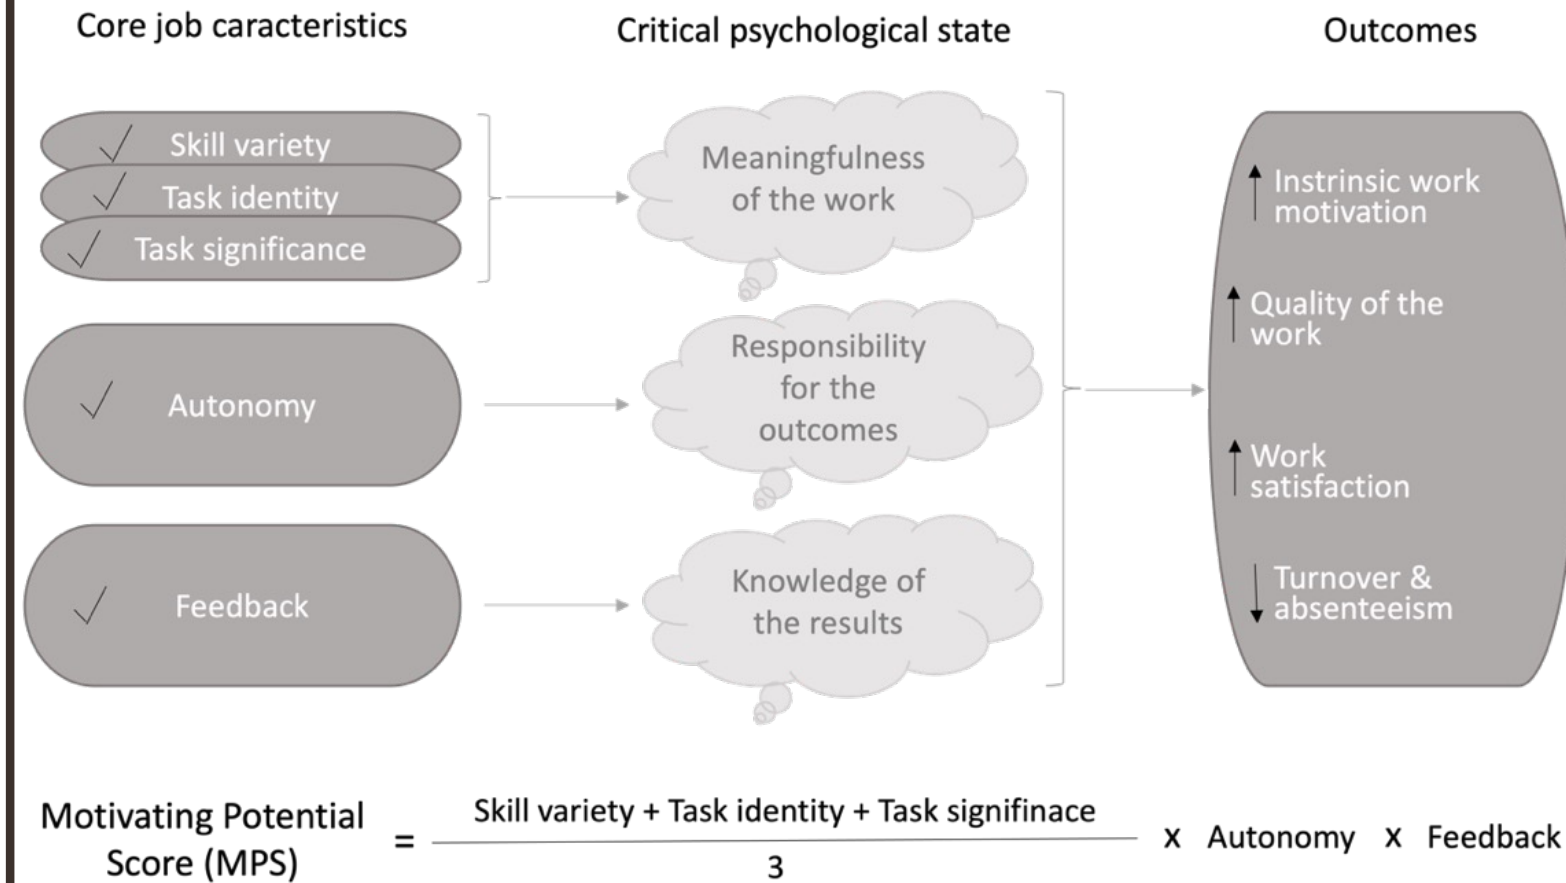 Core job caracteristics
Critical psychological state
Outcomes
Skill variety
Task identity
Task significance
Meaningfulness
of the work
Autonomy
Responsibility
for the
outcomes
Feedback
Knowledge of
the results
Instrinsic work
motivation
Quality of the
work
Work
satisfaction
Turnover &
absenteeism
Motivating Potential
Score (MPS)
=
Skill variety + Task identity + Task signifinace
3
x Autonomy x Feedback